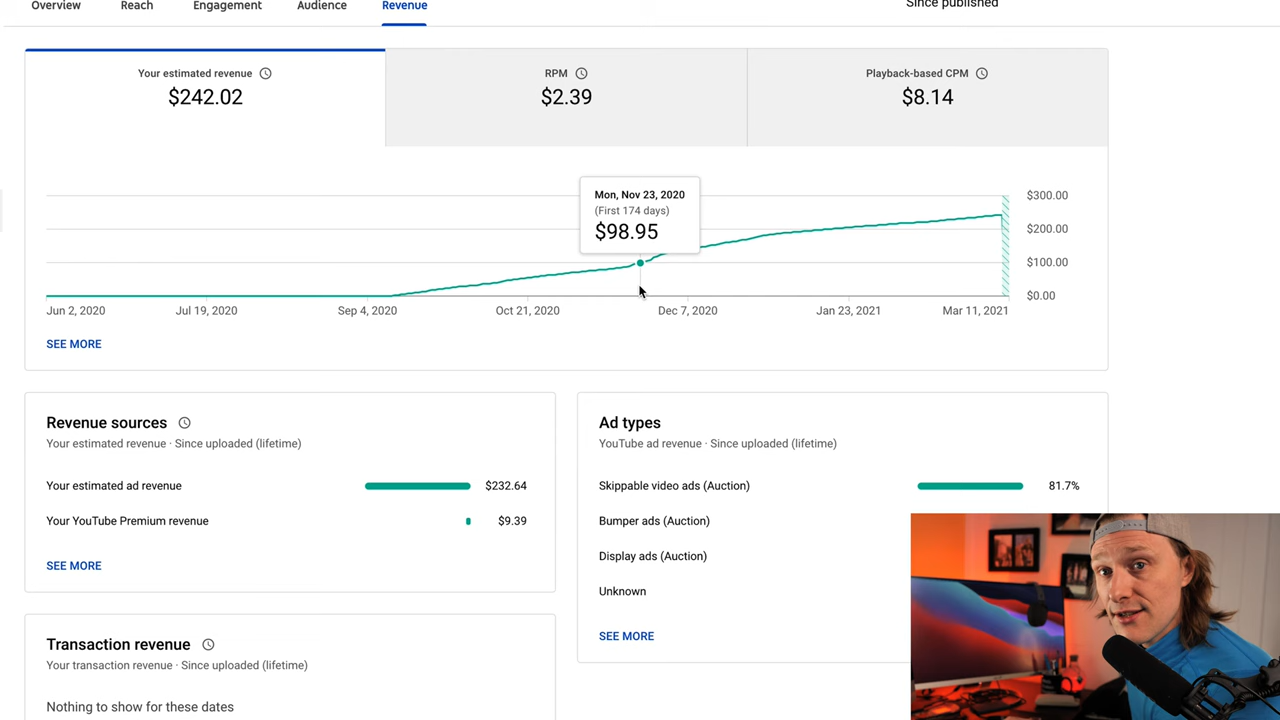 Overview
Reach
Engagement
Audience
Revenue
Since published
Your estimated revenue
$242.02
RPM
$2.39
Playback-based CPM
$8.14
Mon, Nov 23, 2020
(First 174 days)
$98.95
$300.00
$200.00
$100.00
$0.00
Jun 2, 2020
Jul 19, 2020
Sep 4, 2020
Oct 21, 2020
Dec 7, 2020
Jan 23, 2021
Mar 11, 2021
SEE MORE
Revenue sources
Your estimated revenue · Since uploaded (lifetime)
Your estimated ad revenue
$232.64
Your YouTube Premium revenue
$9.39
SEE MORE
Ad types
YouTube ad revenue · Since uploaded (lifetime)
Skippable video ads (Auction)
81.7%
Bumper ads (Auction)
Display ads (Auction)
Unknown
SEE MORE
Transaction revenue
Your transaction revenue · Since uploaded (lifetime)
Nothing to show for these dates